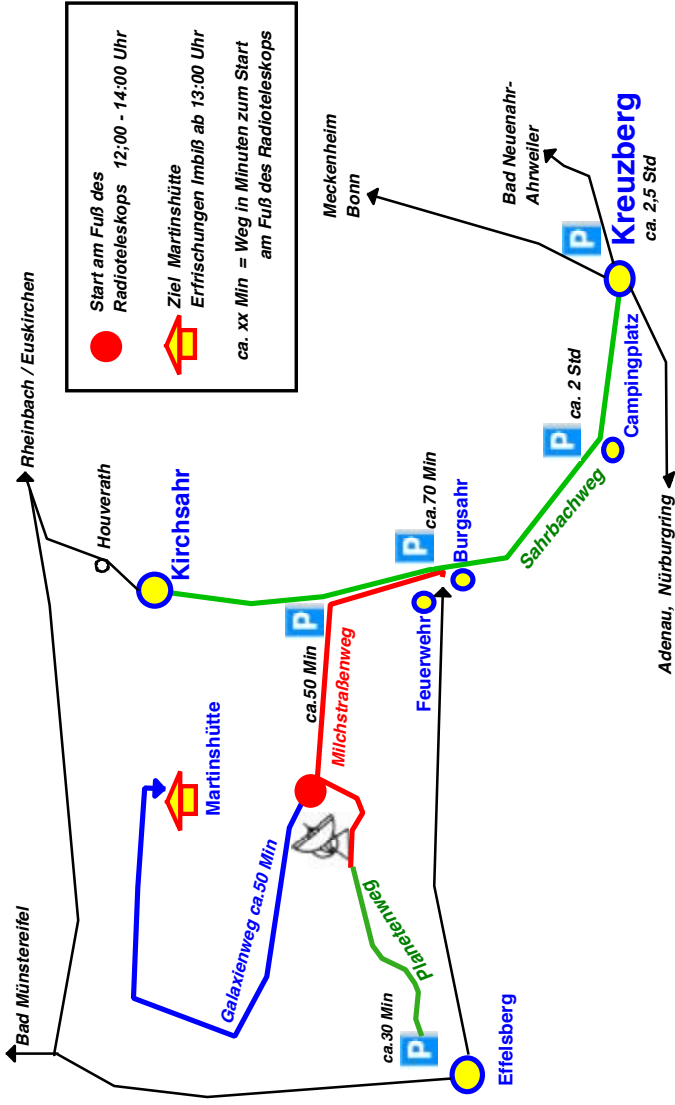 Start am Fuß des
Radioteleskops 12;00 - 14:00 Uhr
Ziel Martinshütte
Erfrischungen Imbiß ab 13:00 Uhr
ca. xx Min = Weg in Minuten zum Start
am Fuß des Radioteleskops
Bad Münstereifel
Rheinbach / Euskirchen
Houverath
Kirchsahr
Martinshütte
Galaxienweg ca.50 Min
P
ca.50 Min
Milchstraßenweg
Meckenheim
Bonn
P
ca.70 Min
Feuerwehr
Burgsahr
Planetenweg
P
ca.30 Min
Effelsberg
Bad Neuenahr-
Ahrweiler
P
Kreuzberg
ca. 2,5 Std
P
ca. 2 Std
Campingplatz
Sahrbachweg
Adenau, Nürburgring